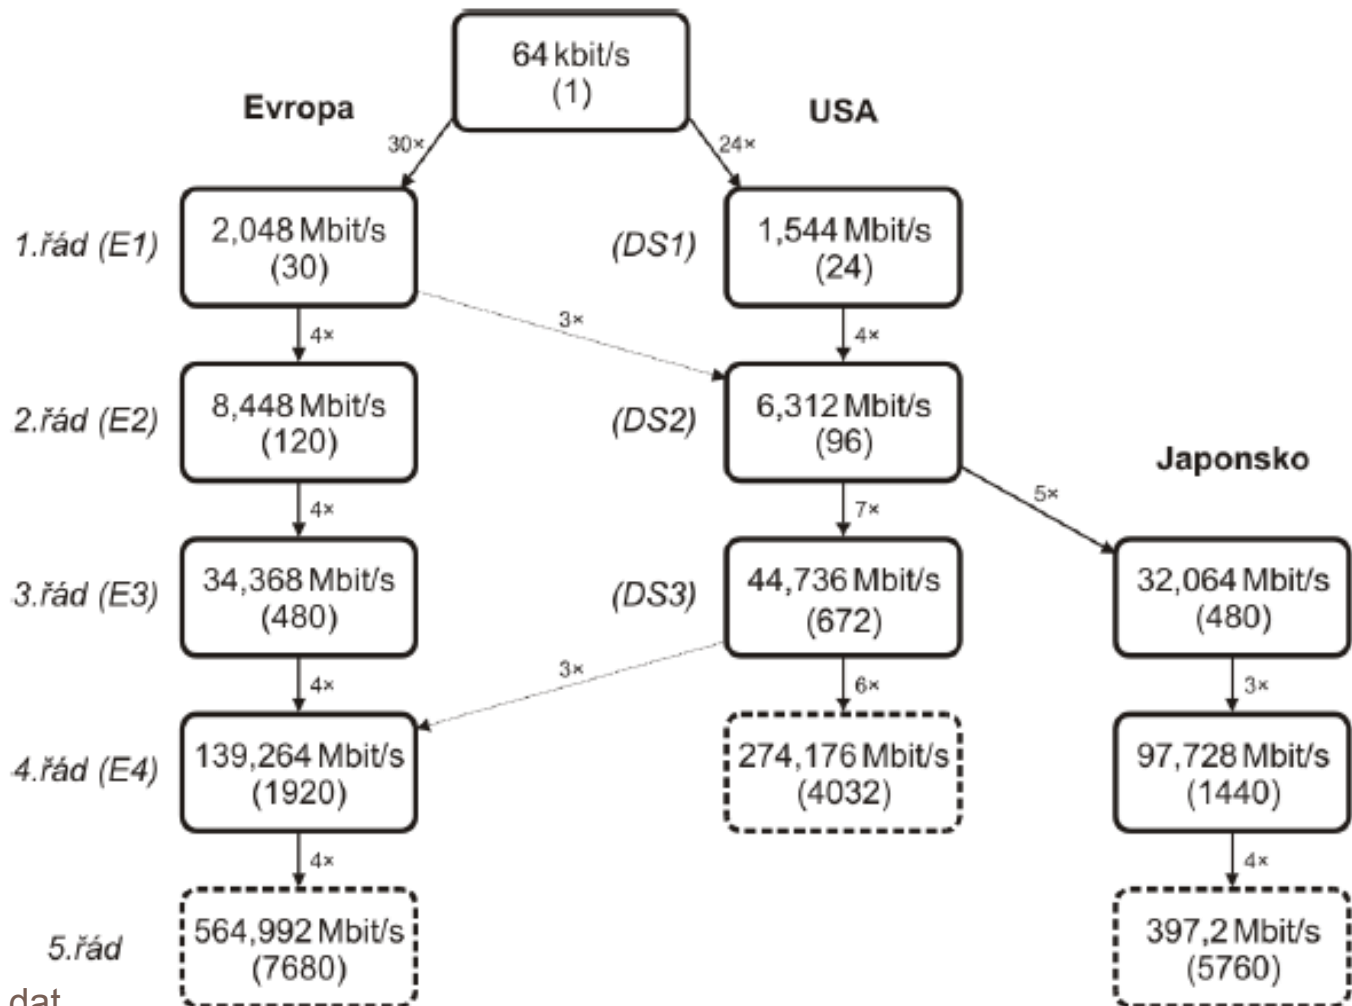 64 kbit/s
(1)
Evropa
USA
30×
24×
1.řád (E1)
2,048 Mbit/s
(30)
(DS1)
1,544 Mbit/s
(24)
4×
3×
4×
2.řád (E2)
8,448 Mbit/s
(120)
(DS2)
6,312 Mbit/s
(96)
Japonsko
4×
7×
5×
3.řád (E3)
34,368 Mbit/s
(480)
(DS3)
44,736 Mbit/s
(672)
32,064 Mbit/s
(480)
4×
3×
6×
3×
4.řád (E4)
139,264 Mbit/s
(1920)
274,176 Mbit/s
(4032)
97,728 Mbit/s
(1440)
4×
4×
5.řád
564,992 Mbit/s
(7680)
397,2 Mbit/s
(5760)
dat